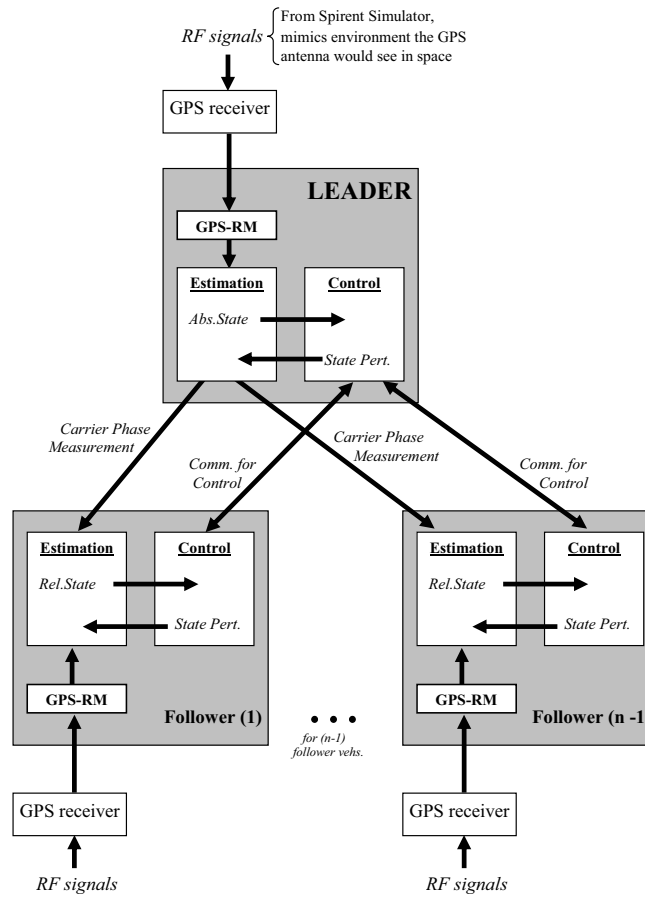 RF signals
From Spirent Simulator,
mimics environment the GPS
antenna would see in space
GPS receiver
LEADER
GPS-RM
Estimation
Control
Abs.State
State Pert.
Carrier Phase
Measurement
Comm. for
Control
Carrier Phase
Measurement
Comm. for
Control
Estimation
Control
Rel.State
State Pert.
GPS-RM
Follower (1)
• • •
for (n-1)
follower vehs.
Estimation
Control
Rel.State
State Pert.
GPS-RM
Follower (n -1
GPS receiver
RF signals
GPS receiver
RF signals